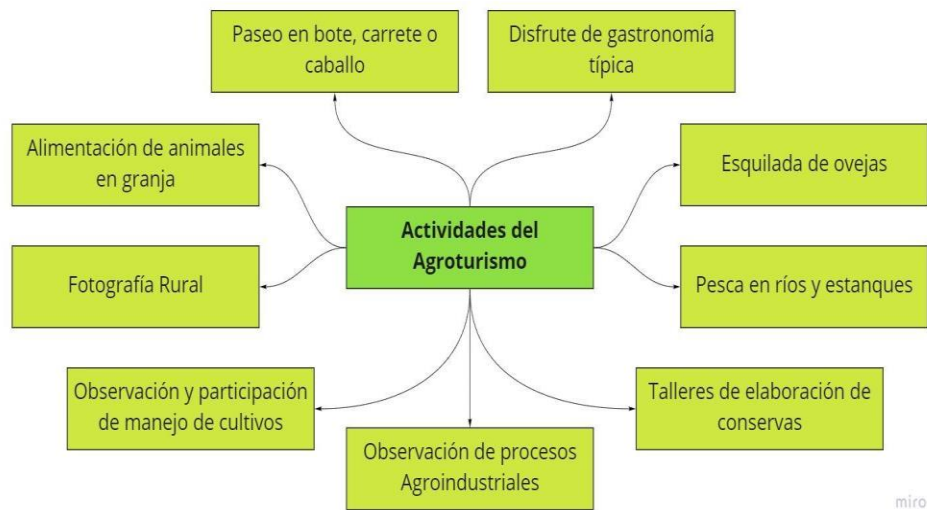 Paseo en bote, carrete o
caballo
Disfrute de gastronomía
típica
Alimentación de animales
en granja
Esquilada de ovejas
Actividades del
Agroturismo
Fotografía Rural
Pesca en ríos y estanques
Observación y participación
de manejo de cultivos
Talleres de elaboración de
conservas
Observación de procesos
Agroindustriales
miro